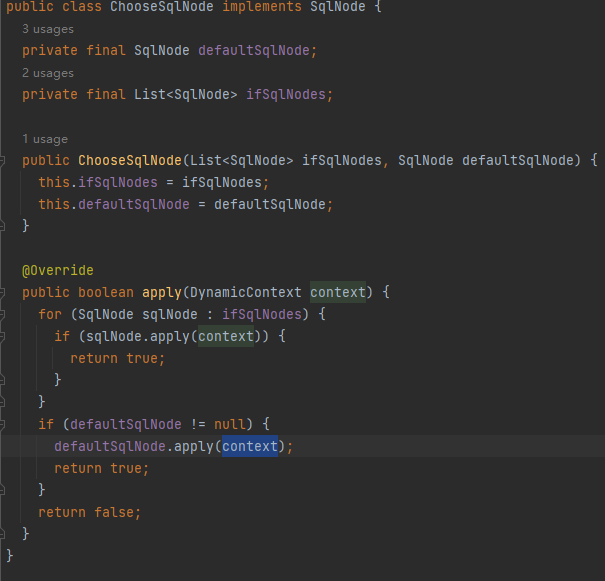 public class ChooseSqlNode implements SqlNode {
3 usages
private final SqlNode defaultSqlNode;
2 usages
private final List<SqlNode> ifSqlNodes;
1 usage
public ChooseSqlNode(List<SqlNode> ifSqlNodes, SqlNode defaultSqlNode) {
this.ifSqlNodes = ifSqlNodes;
this.defaultSqlNode = defaultSqlNode;
}
@Override
public boolean apply(DynamicContext context) {
for (SqlNode sqlNode : ifSqlNodes) {
if (sqlNode.apply(context)) {
return true;
}
}
if (defaultSqlNode != null) {
defaultSqlNode.apply(context);
return true;
}
return false;
}
}